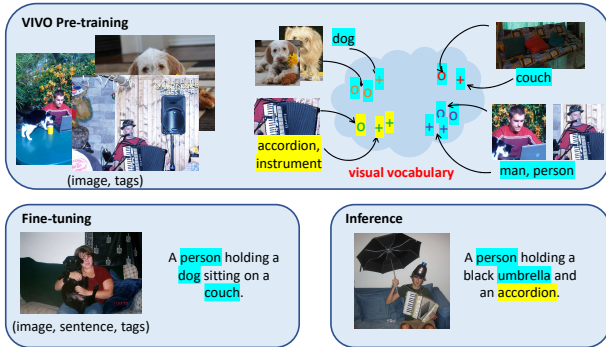 VIVO Pre-training
dog
couch
accordion,
instrument
visual vocabulary
man, person
(image, tags)
Fine-tuning
A person holding a
dog sitting on a
couch.
(image, sentence, tags)
Inference
A person holding a
black umbrella and
an accordion.